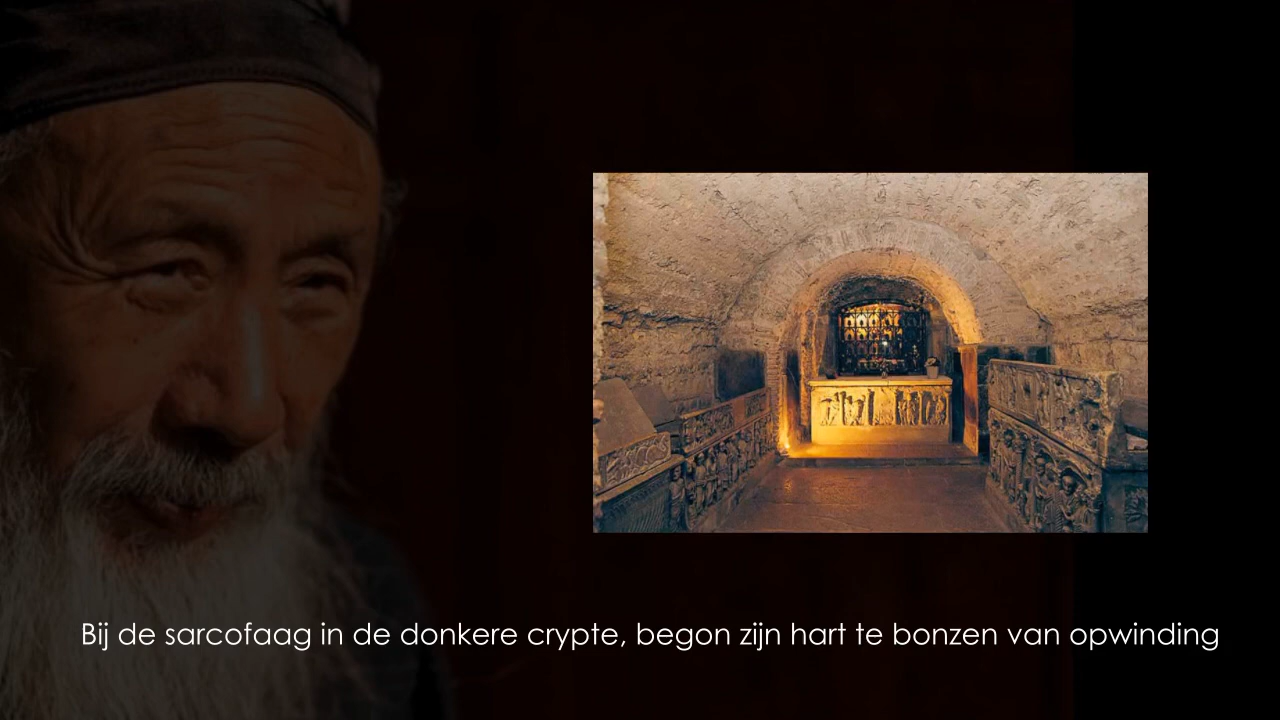 Bij de sarcofaag in de donkere crypte, begon zijn hart te bonzen van opwinding